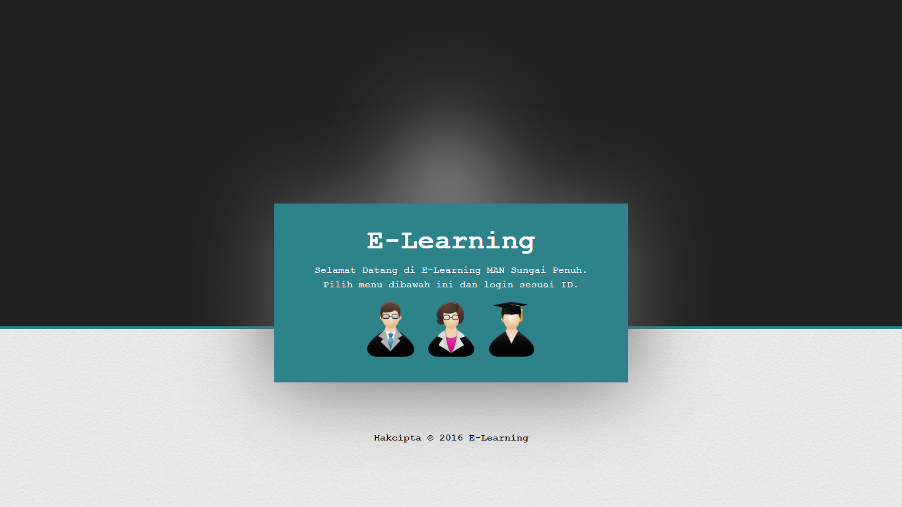 E-Learning
Selamat Datang di E-Learning MAN Sungai Penuh.
Pilih menu dibawah ini dan login sesuai ID.
Hakcipta © 2016 E-Learning